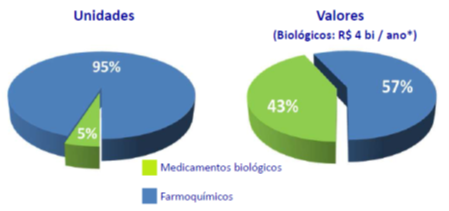 Unidades
95%
5%
Valores
(Biológicos: R$ 4 bi / ano*)
57%
43%
Medicamentos biológicos
Farmoquímicos